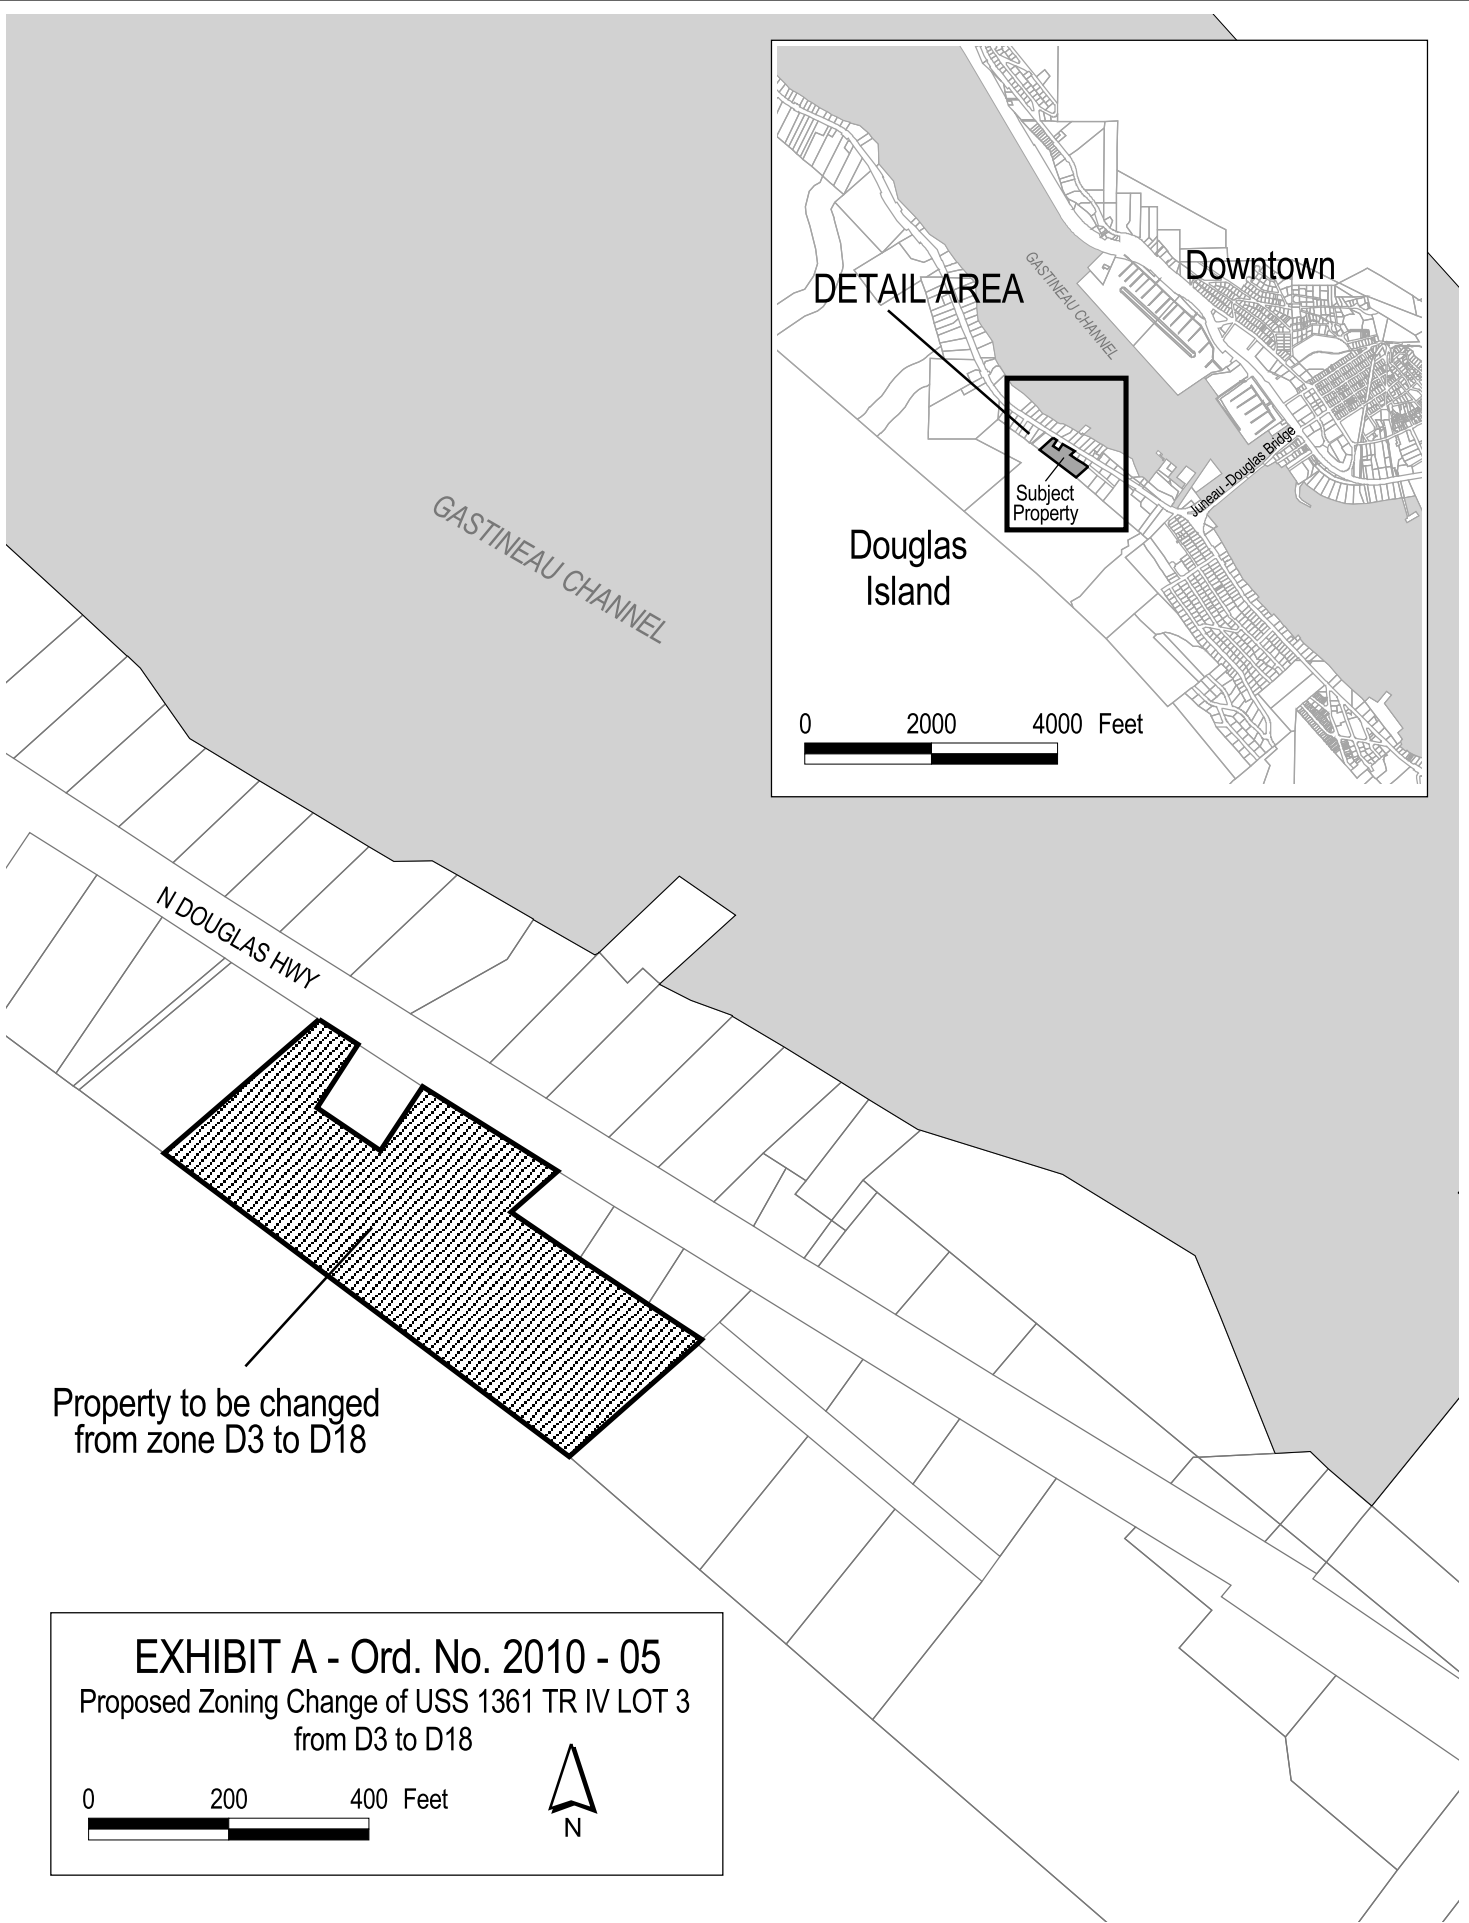 Downtown
GASTINEAU CHANNEL
DETAIL AREA
Juneau -Douglas Bridge
Subject
Property
Douglas
Island
0 2000 4000 Feet
GASTINEAU CHANNEL
N DOUGLAS HWY
Property to be changed
from zone D3 to D18
EXHIBIT A - Ord. No. 2010 - 05
Proposed Zoning Change of USS 1361 TR IV LOT 3
from D3 to D18
0 200 400 Feet
N